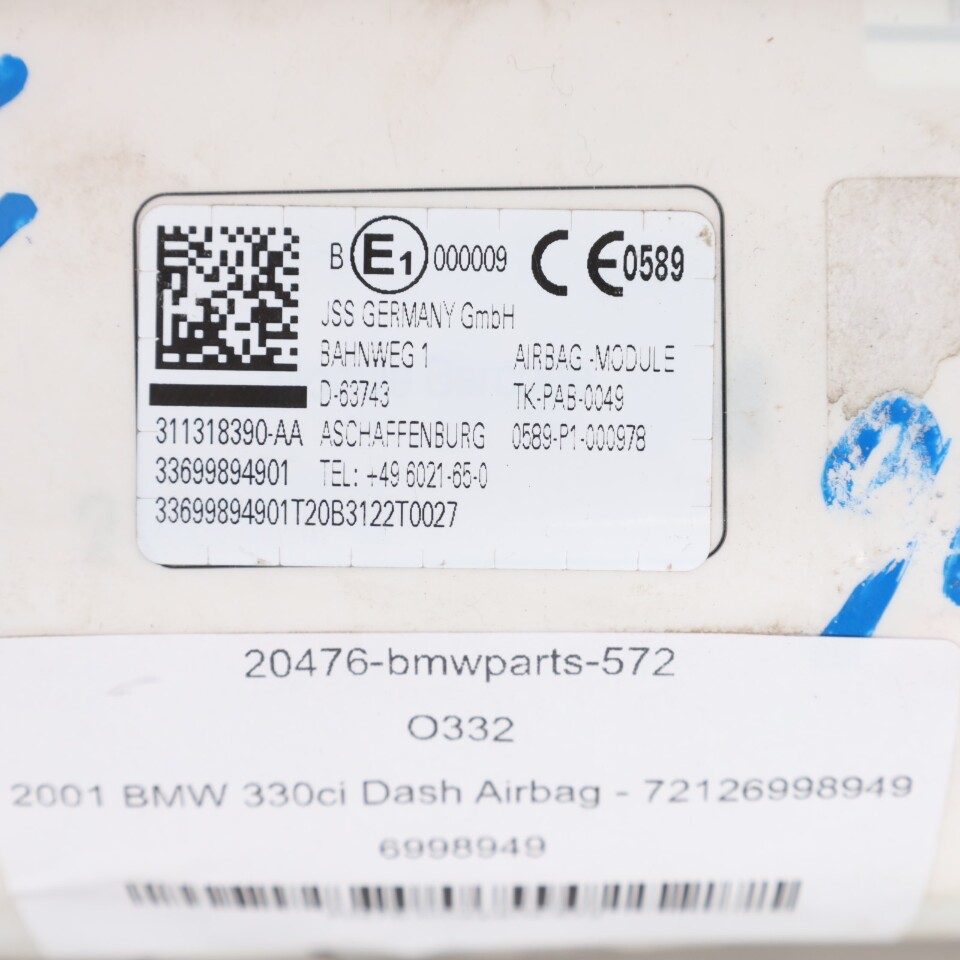 B E1 000009 CE 0589
JSS GERMANY GmbH
BAHNWEG 1 AIRBAG -MODULE
D-63743 TK-PAB-0049
311318390-AA ASCHAFFENBURG 0589-P1-000978
33699894901 TEL: +49 6021-65-0
33699894901T20B3122T0027
20476-bmwparts-572
O332
2001 BMW 330ci Dash Airbag - 72126998949
6998949